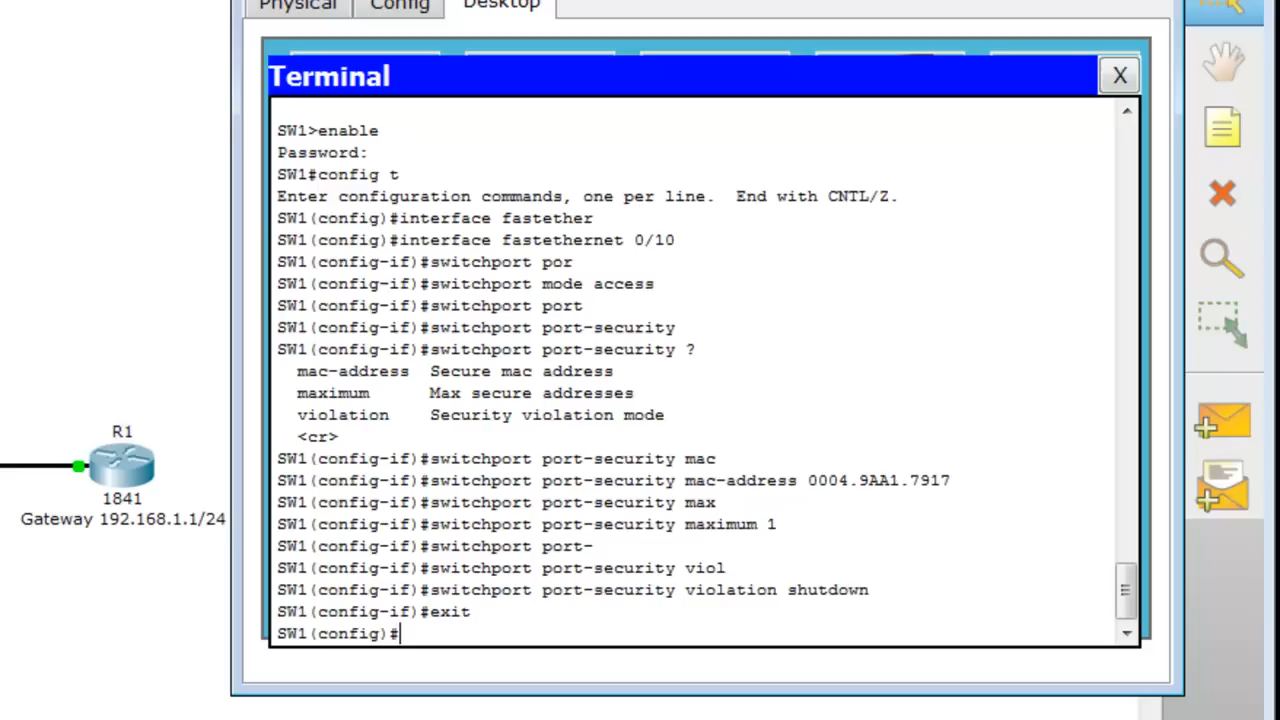 Physical Config Desktop
Terminal
X
SW1>enable
Password:
SW1#config t
Enter configuration commands, one per line.  End with CNTL/Z.
SW1(config)#interface fastether
SW1(config)#interface fastethernet 0/10
SW1(config-if)#switchport por
SW1(config-if)#switchport mode access
SW1(config-if)#switchport port
SW1(config-if)#switchport port-security
SW1(config-if)#switchport port-security ?
  mac-address  Secure mac address
  maximum      Max secure addresses
  violation    Security violation mode
  <cr>
SW1(config-if)#switchport port-security mac
SW1(config-if)#switchport port-security mac-address 0004.9AA1.7917
SW1(config-if)#switchport port-security max
SW1(config-if)#switchport port-security maximum 1
SW1(config-if)#switchport port-
SW1(config-if)#switchport port-security viol
SW1(config-if)#switchport port-security violation shutdown
SW1(config-if)#exit
SW1(config)#
R1
1841
Gateway 192.168.1.1/24